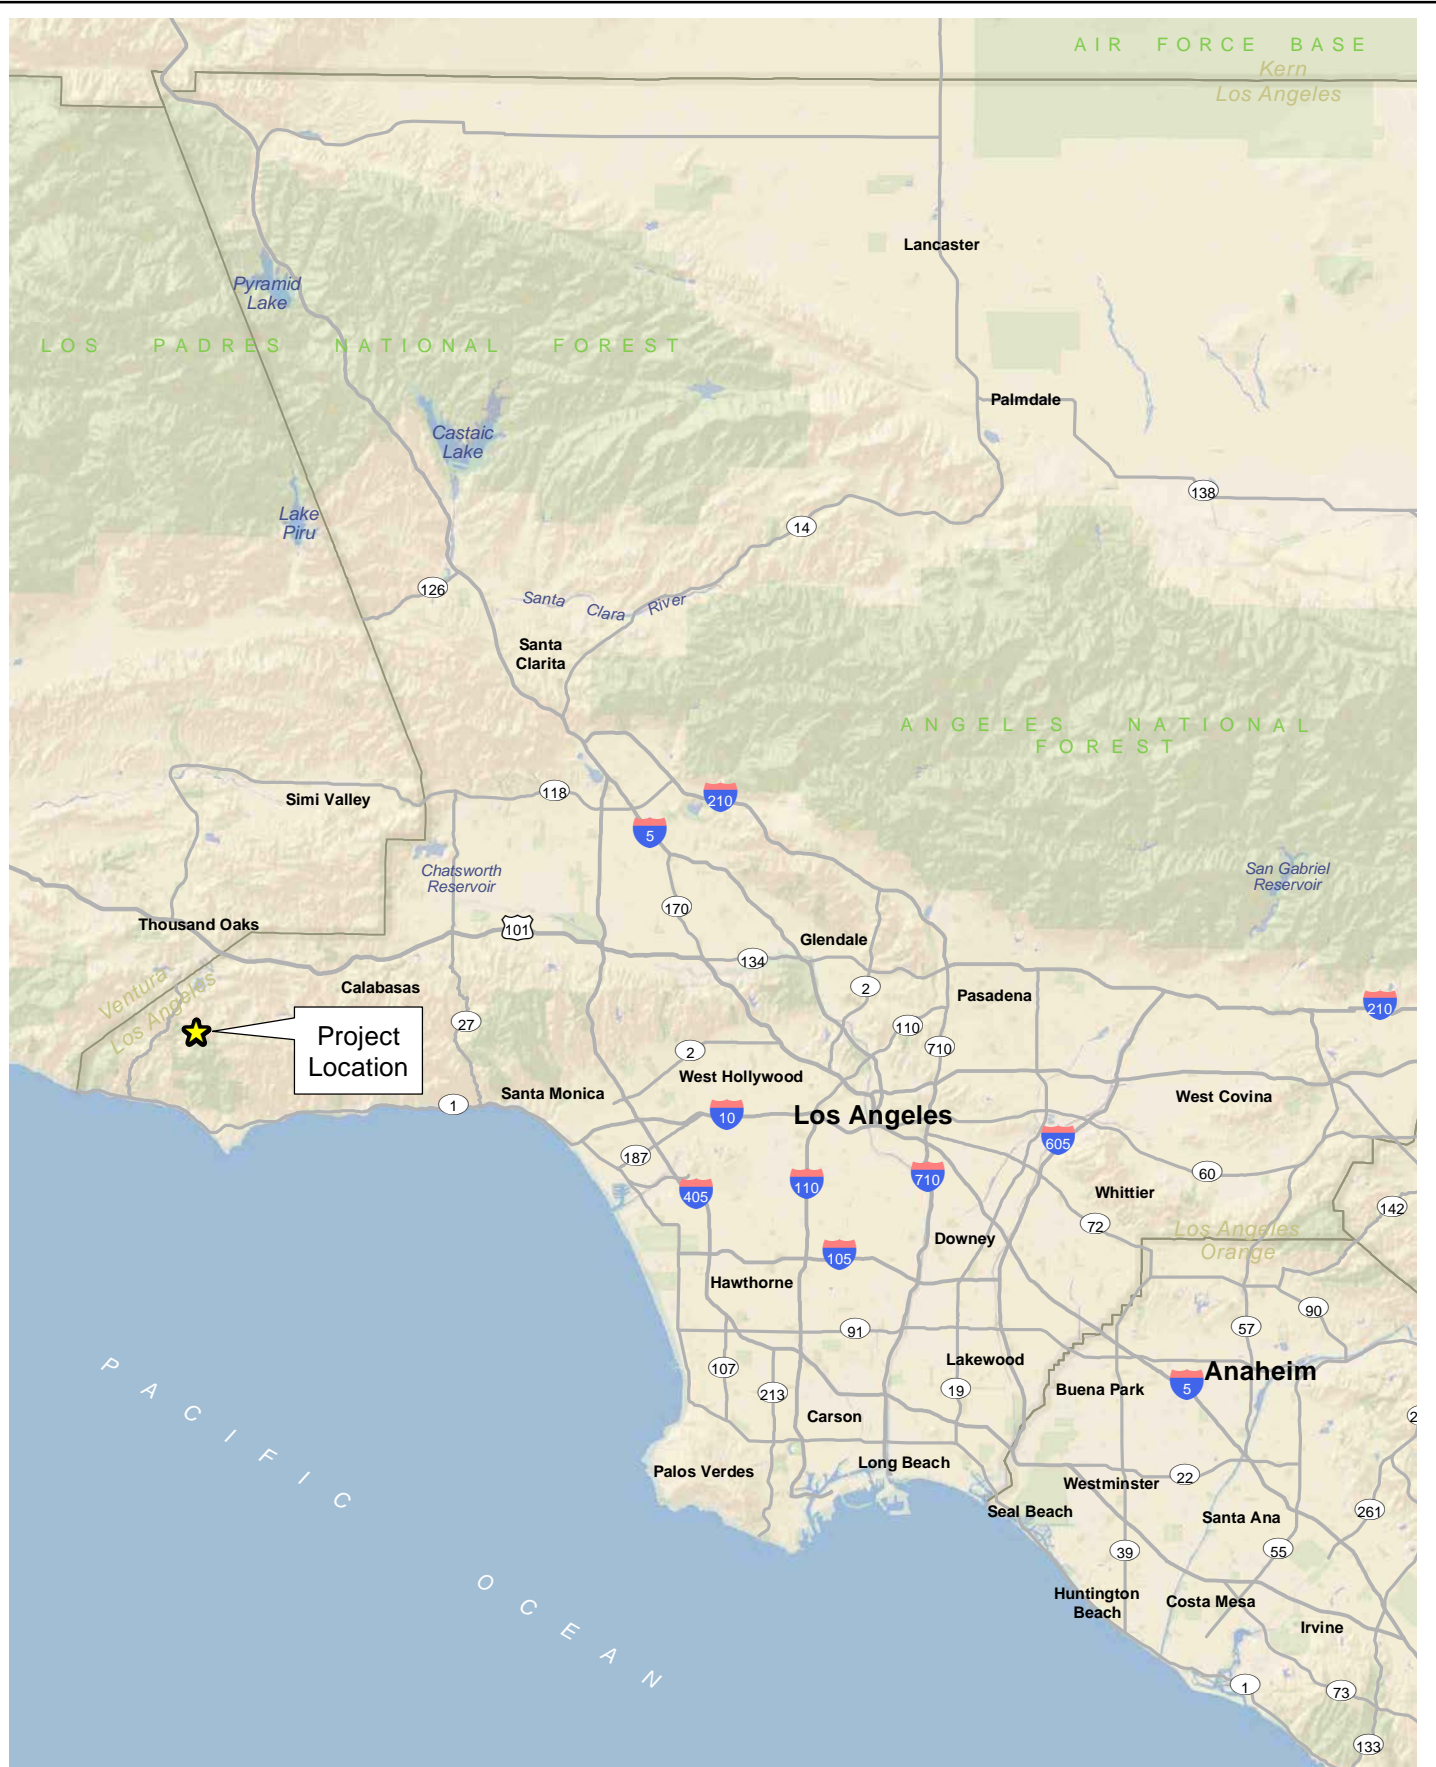 AIR FORCE BASE
Kern
Los Angeles
Lancaster
Pyramid
Lake
LOS PADRES NATIONAL FOREST
Palmdale
Castaic
Lake
138
Lake
Piru
14
126
Santa Clara River
Santa
Clarita
ANGELES NATIONAL
FOREST
Simi Valley
118
210
5
Chatsworth
Reservoir
San Gabriel
Reservoir
170
Thousand Oaks
101
Glendale
134
Ventura
Los Angeles
Calabasas
2
Pasadena
210
Project
Location
27
110
710
2
West Hollywood
Santa Monica
1
10
Los Angeles
West Covina
605
187
60
405
110
710
Whittier
142
72
Los Angeles
Orange
Downey
105
Hawthorne
90
57
91
Lakewood
107
Anaheim
213
19
Buena Park
5
Carson
2
Palos Verdes
Long Beach
Westminster
22
Seal Beach
Santa Ana
261
39
55
Huntington
Beach
Costa Mesa
Irvine
PACIFIC
OCEAN
1
73
133